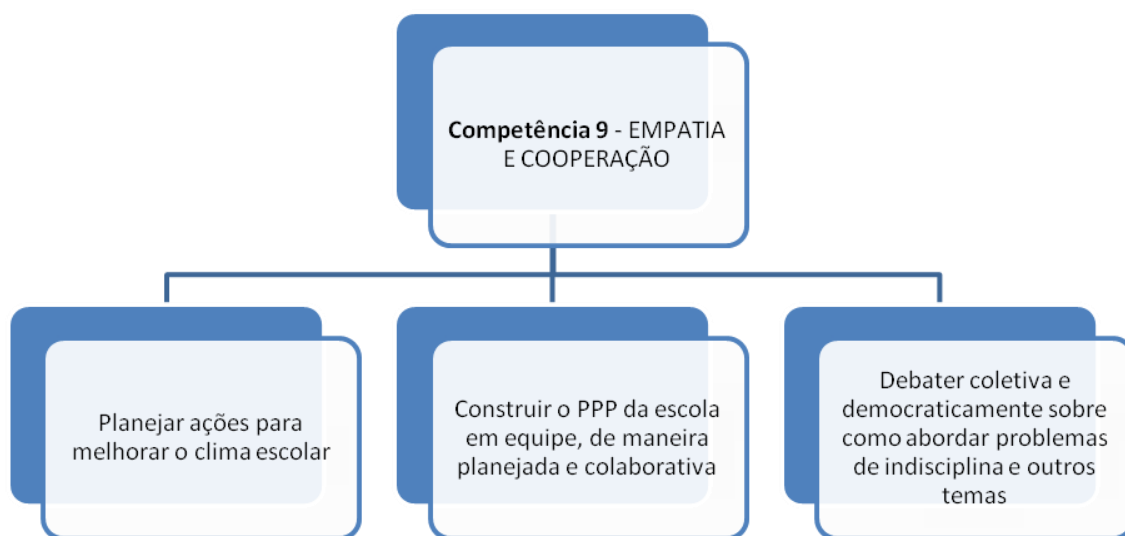 Competência 9 - EMPATIA
E COOPERAÇÃO
Planejar ações para
melhorar o clima escolar
Construir o PPP da escola
em equipe, de maneira
planejada e colaborativa
Debater coletiva e
democraticamente sobre
como abordar problemas
de indisciplina e outros
temas